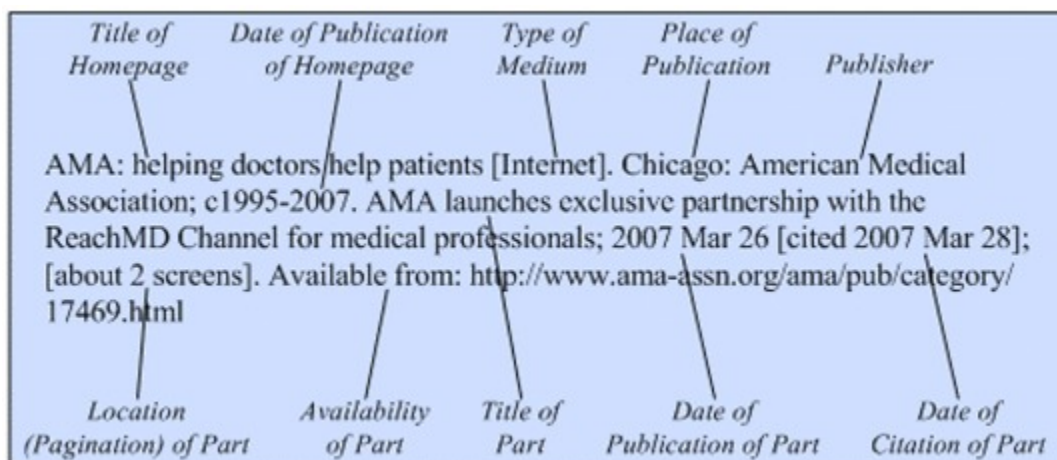 Title of Date of Publication Type of Place of
Homepage of Homepage Medium Publication Publisher
AMA: helping doctors help patients [Internet]. Chicago: American Medical
Association; c1995-2007. AMA launches exclusive partnership with the
ReachMD Channel for medical professionals; 2007 Mar 26 [cited 2007 Mar 28];
[about 2 screens]. Available from: http://www.ama-assn.org/ama/pub/category/
17469.html
Location Availability Title of Date of Date of
(Pagination) of Part of Part Part Publication of Part Citation of Part